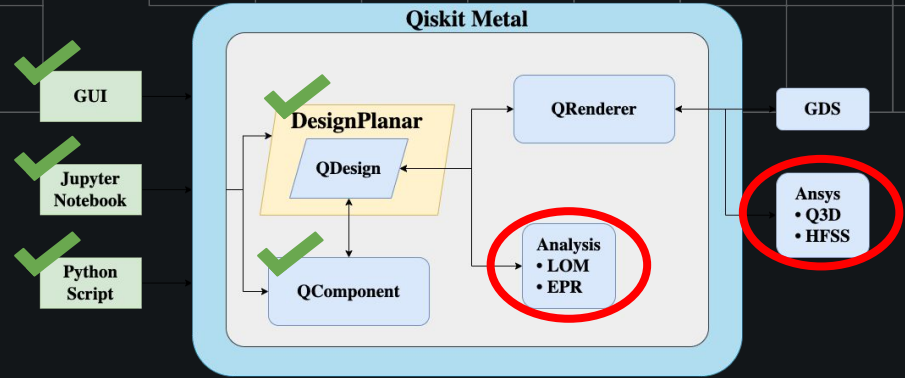 Qiskit Metal
GUI
DesignPlanar
QRenderer
GDS
QDesign
Jupyter
Notebook
Ansys
• Q3D
• HFSS
Analysis
• LOM
• EPR
Python
Script
QComponent